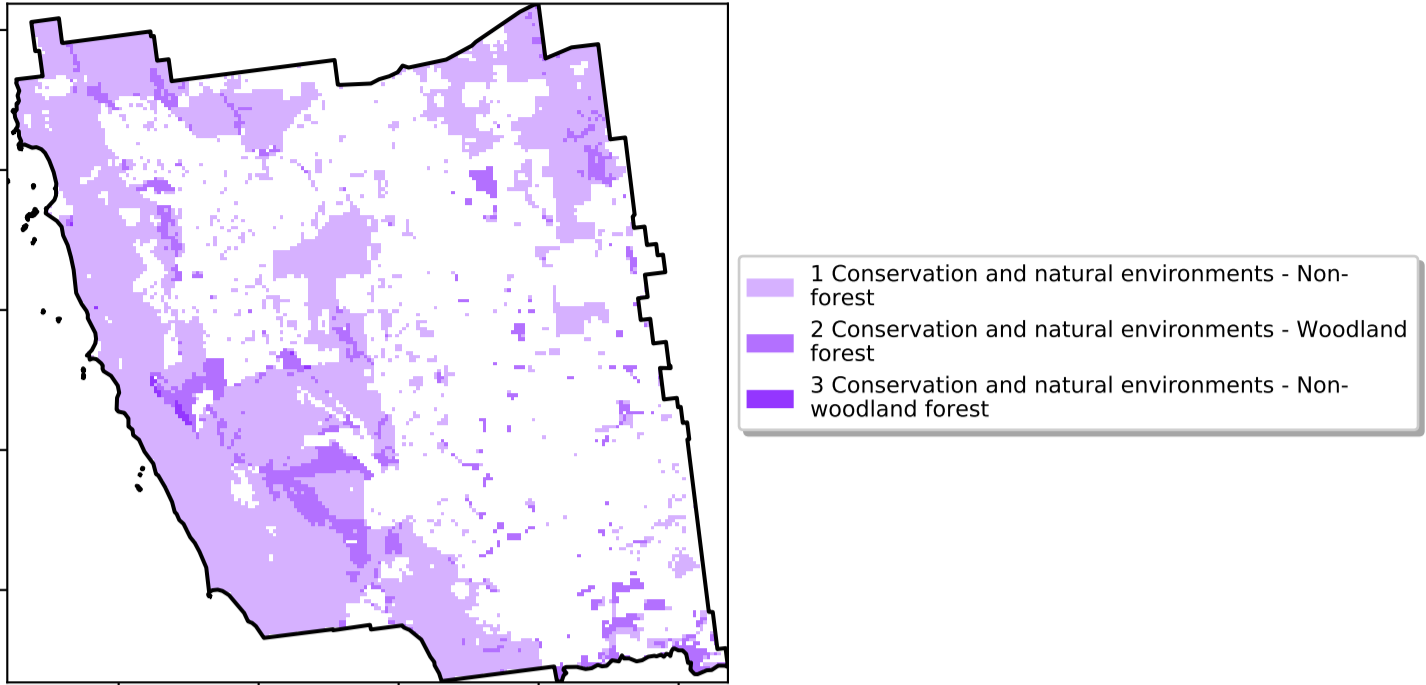 1 Conservation and natural environments - Non-
forest
2 Conservation and natural environments - Woodland
forest
3 Conservation and natural environments - Non-
woodland forest